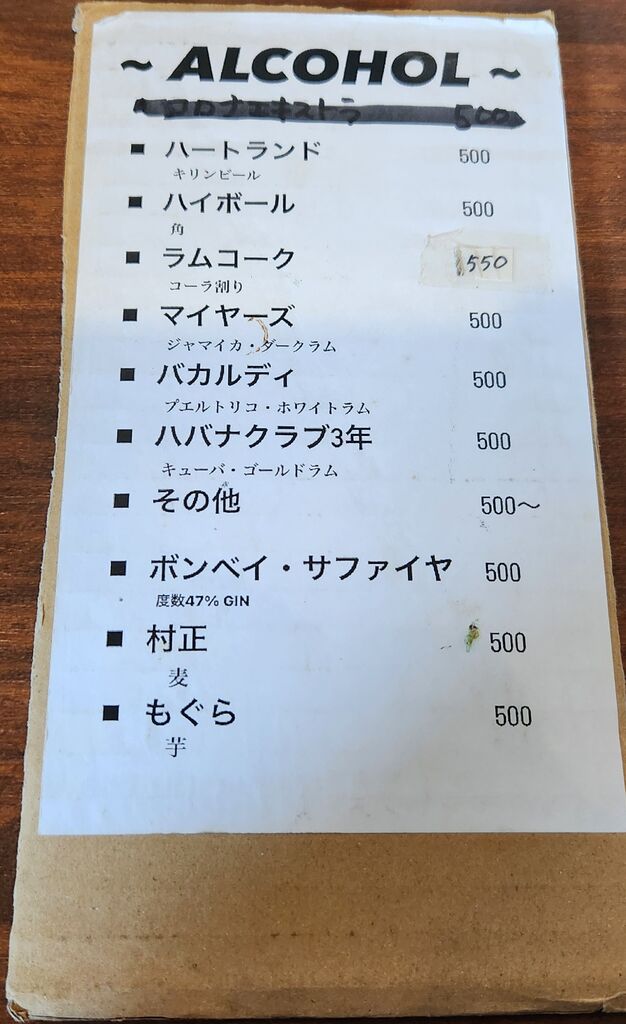 ~ ALCOHOL ~
コロナエキストラ 500
■ ハートランド 500
キリンビール
■ ハイボール 500
角
■ ラムコーク 550
コーラ割り
■ マイヤーズ 500
ジャマイカ・ダークラム
■ バカルディ 500
プエルトリコ・ホワイトラム
■ ハバナクラブ3年 500
キューバ・ゴールドラム
■ その他 500〜
■ ボンベイ・サファイヤ 500
度数47% GIN
■ 村正 500
麦
■ もぐら 500
芋